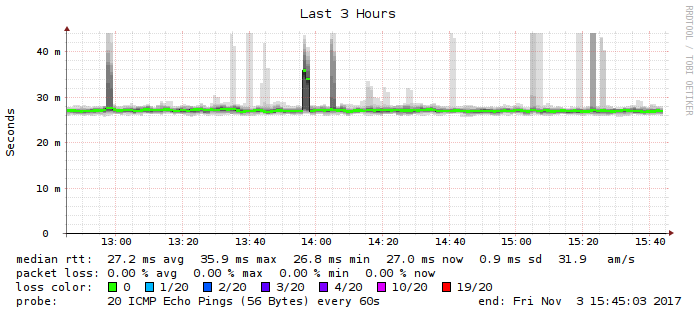 Last 3 Hours
RRDTOOL / TOBI OETIKER
Seconds
40 m
30 m
20 m
10 m
0
13:00 13:20 13:40 14:00 14:20 14:40 15:00 15:20 15:40
median rtt: 27.2 ms avg 35.9 ms max 26.8 ms min 27.0 ms now 0.9 ms sd 31.9 am/s
packet loss: 0.00 % avg 0.00 % max 0.00 % min 0.00 % now
loss color: 0 1/20 2/20 3/20 4/20 10/20 19/20
probe: 20 ICMP Echo Pings (56 Bytes) every 60s end: Fri Nov 3 15:45:03 2017